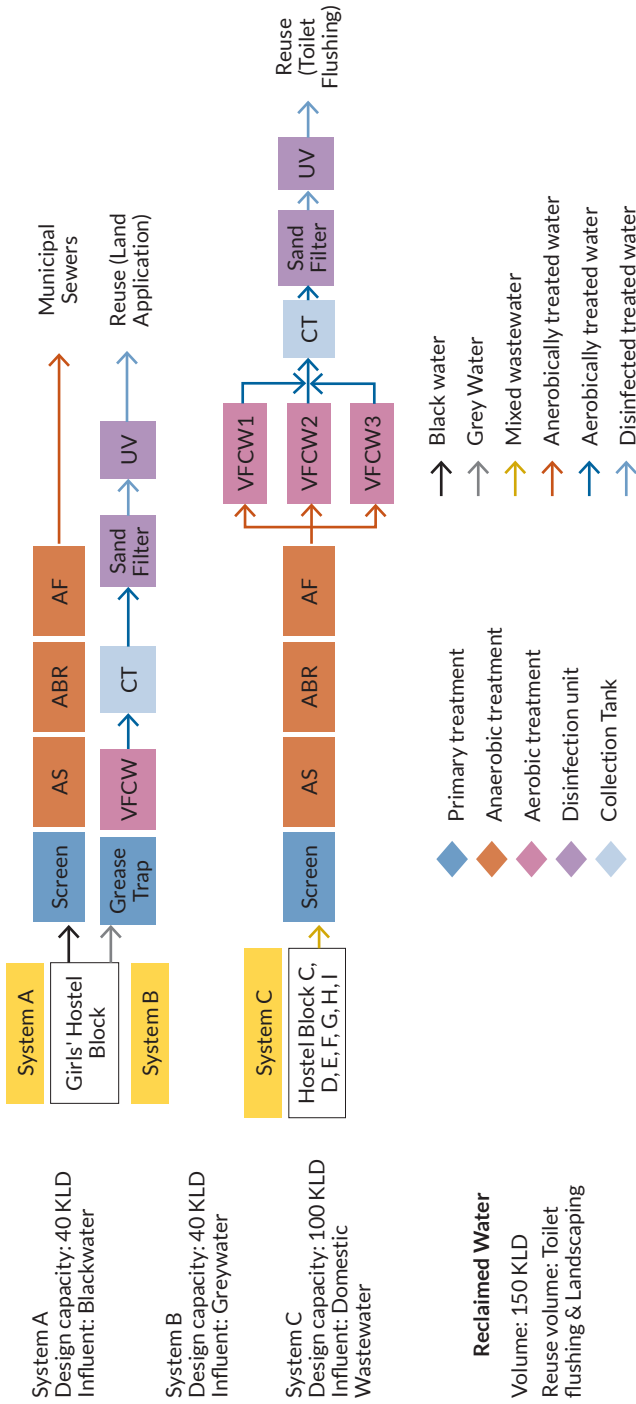 System A
Design capacity: 40 KLD
Influent: Blackwater
System B
Design capacity: 40 KLD
Influent: Greywater
System C
Design capacity: 100 KLD
Influent: Domestic
Wastewater
Reclaimed Water
Volume: 150 KLD
Reuse volume: Toilet
flushing & Landscaping
System A
Girls' Hostel
Block
System B
Screen
AS
ABR
AF
Municipal
Sewers
Grease
Trap
VFCW
CT
Sand
Filter
UV
Reuse (Land
Application)
System C
Hostel Block C,
D, E, F, G, H, I
Screen
AS
ABR
AF
VFCW1
VFCW2
VFCW3
CT
Sand
Filter
UV
Reuse
(Toilet
Flushing)
Primary treatment
Anaerobic treatment
Aerobic treatment
Disinfection unit
Collection Tank
Black water
Grey Water
Mixed wastewater
Anerobically treated water
Aerobically treated water
Disinfected treated water